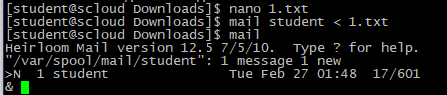 [student@scloud Downloads]$ nano 1.txt
[student@scloud Downloads]$ mail student < 1.txt
[student@scloud Downloads]$ mail
Heirloom Mail version 12.5 7/5/10.  Type ? for help.
"/var/spool/mail/student": 1 message 1 new
>N  1 student               Tue Feb 27 01:48  17/601
&